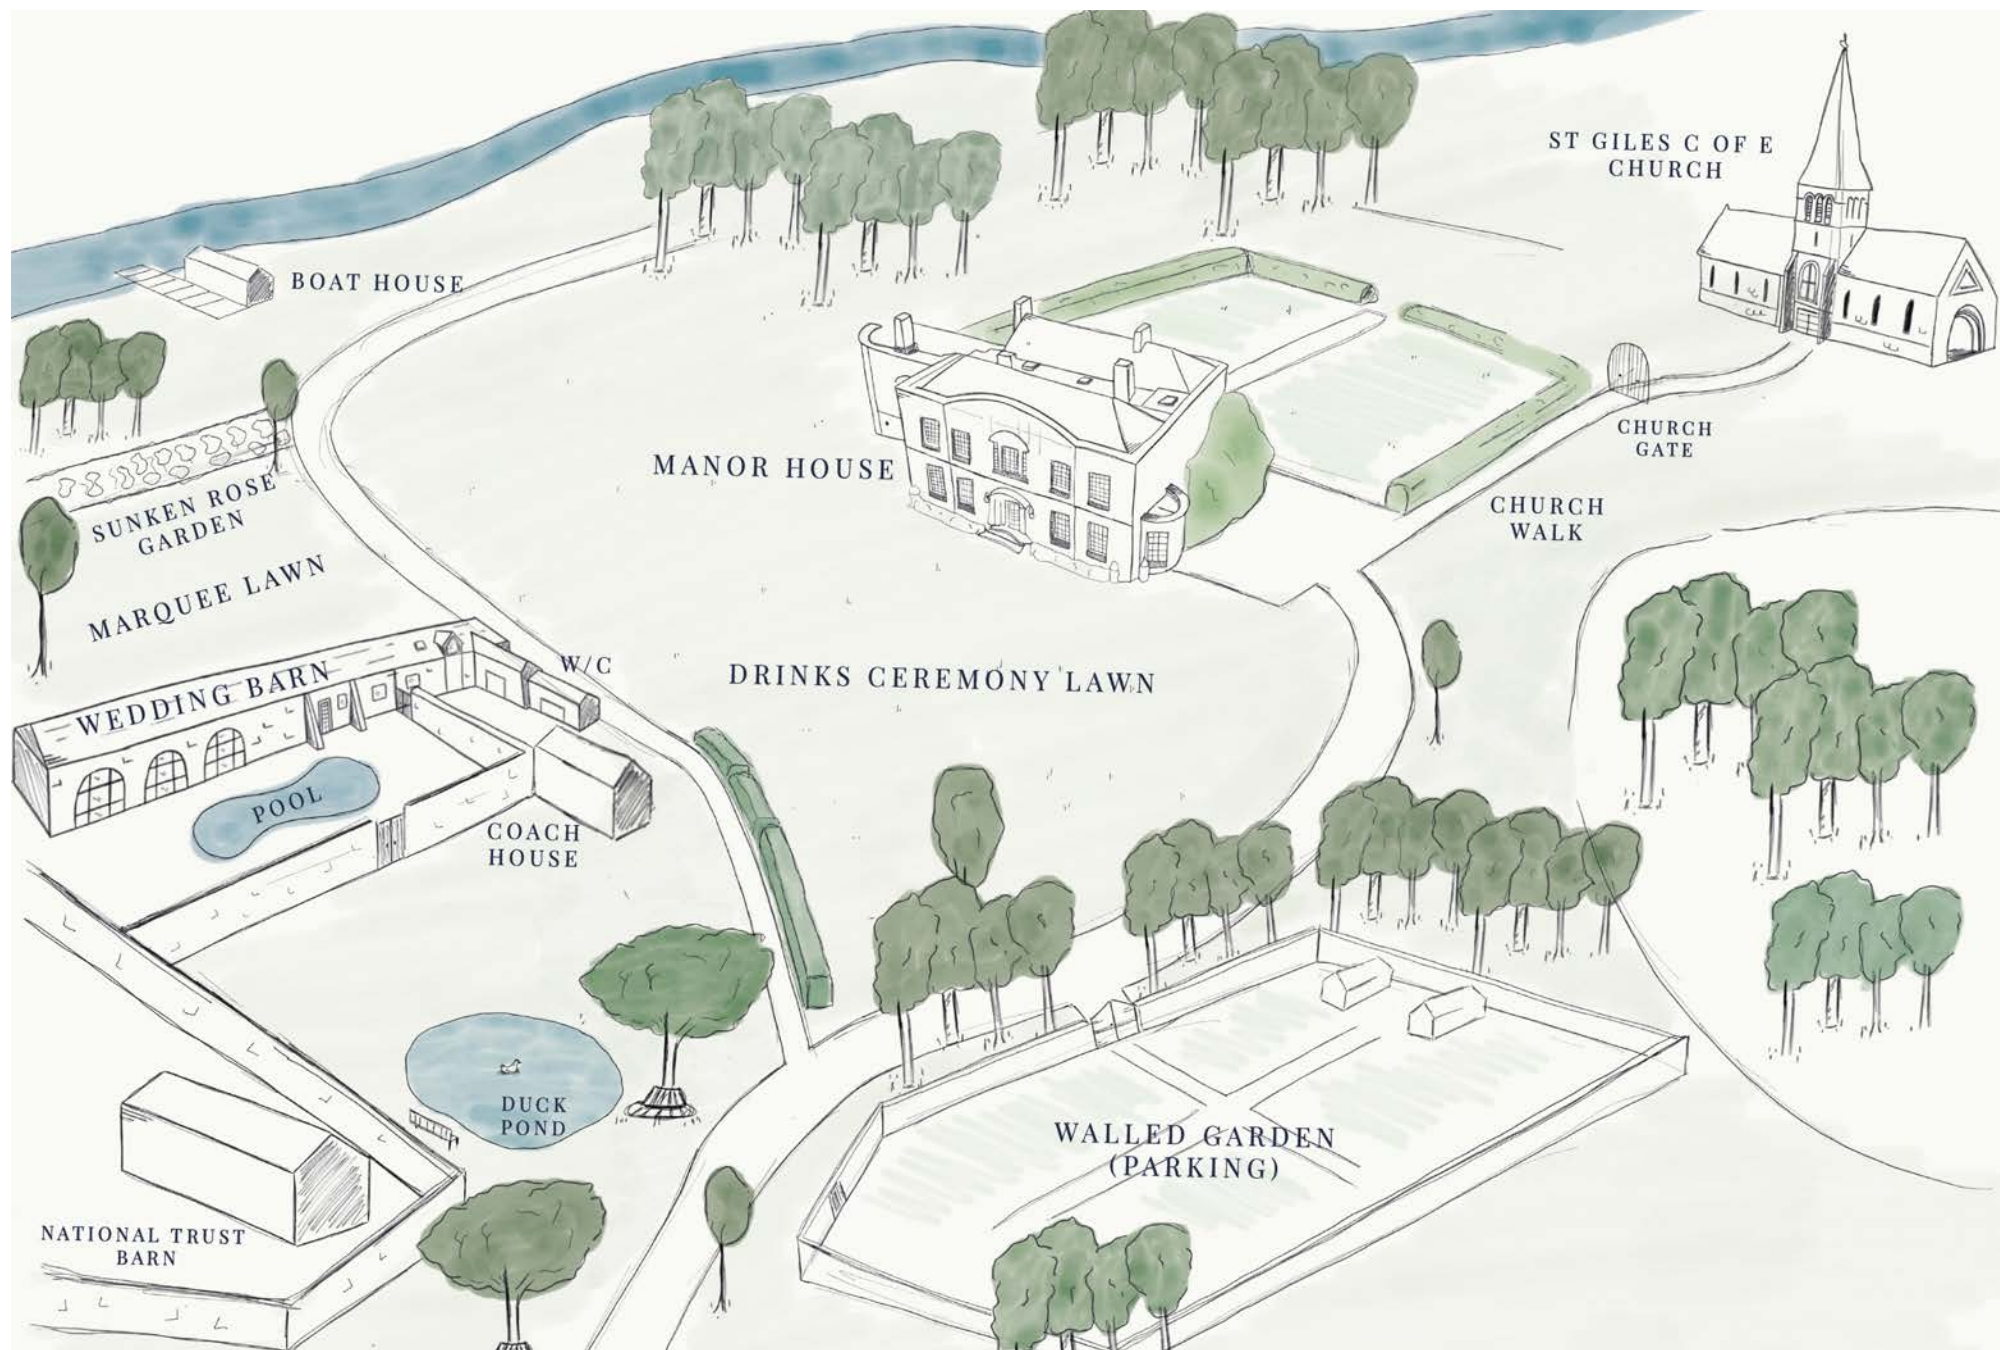 ST GILES C OF E
CHURCH
BOAT HOUSE
CHURCH
GATE
MANOR HOUSE
CHURCH
WALK
SUNKEN ROSE
GARDEN
MARQUEE LAWN
W/C
DRINKS CEREMONY LAWN
WEDDING BARN
POOL
COACH
HOUSE
DUCK
POND
WALLED GARDEN
(PARKING)
NATIONAL TRUST
BARN